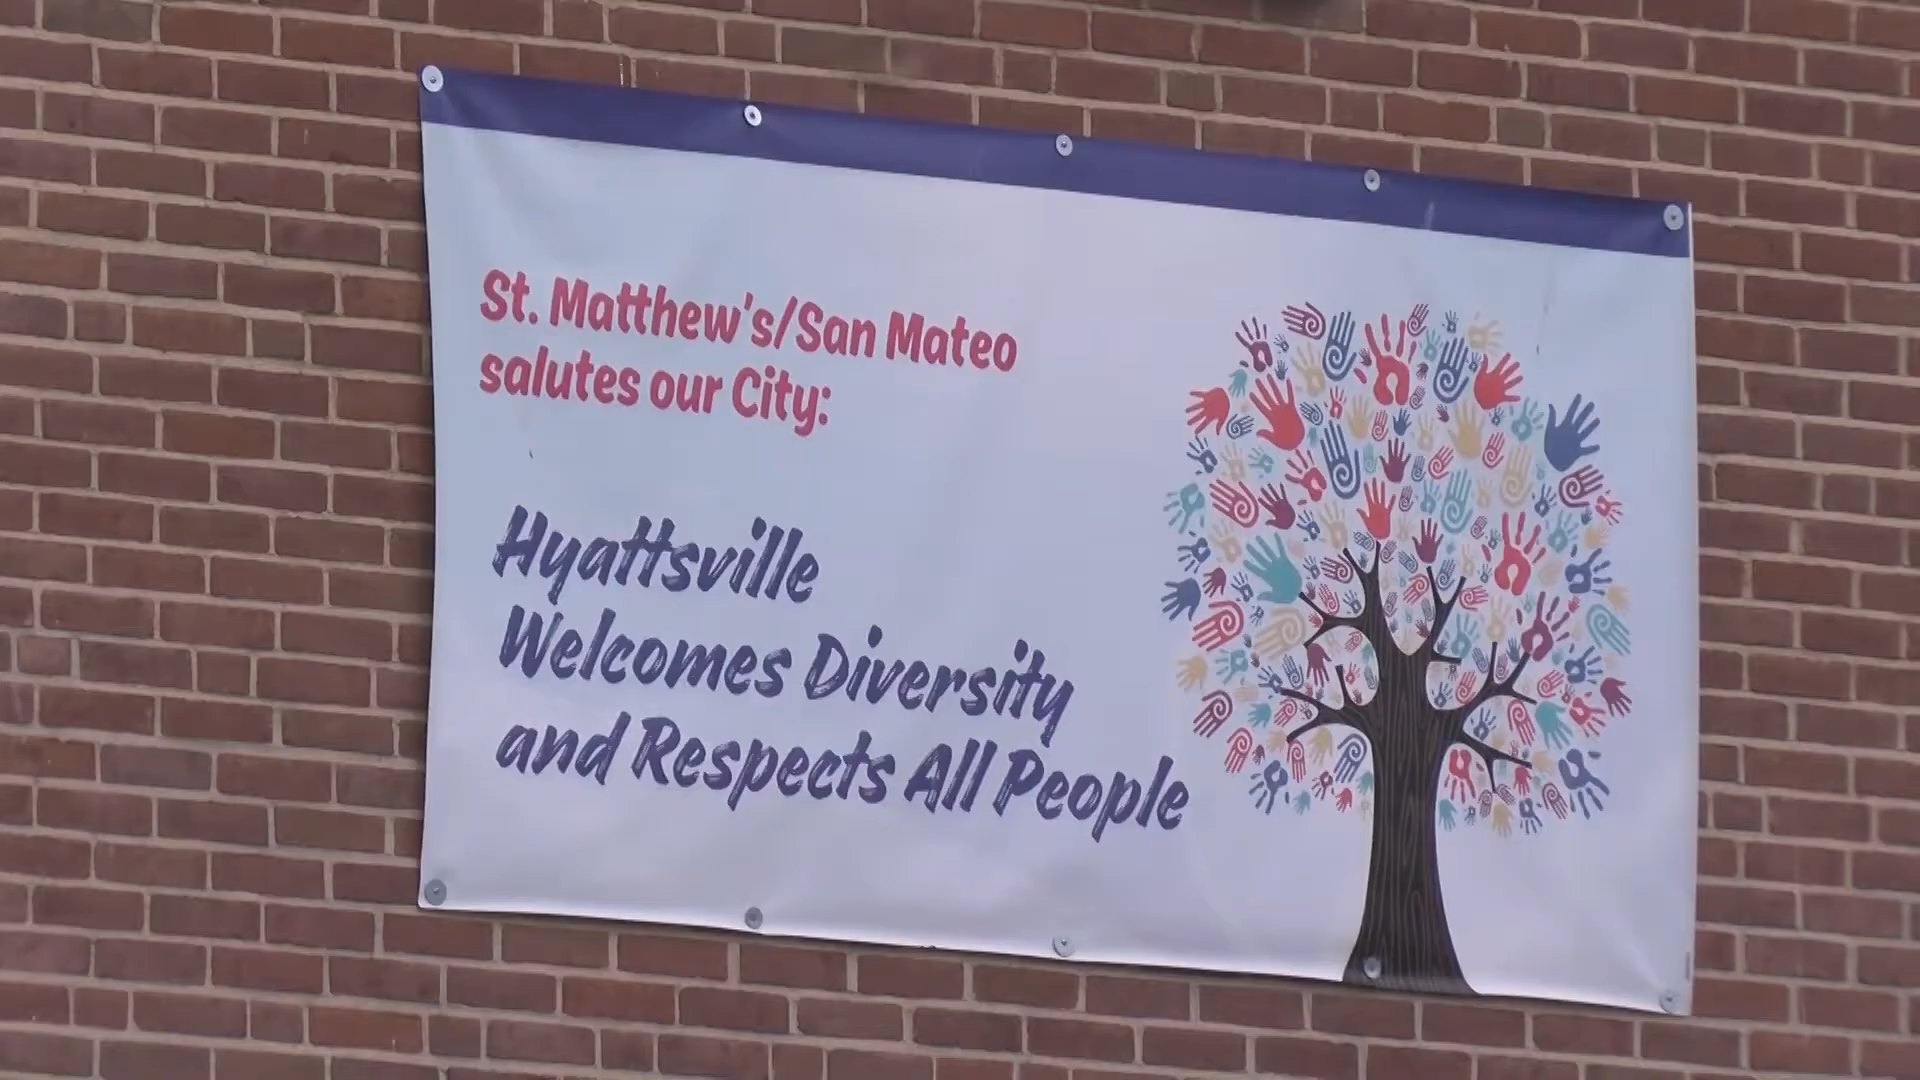 St. Matthew's/San Mateo
salutes our City:
Hyattsville
Welcomes Diversity
and Respects All People